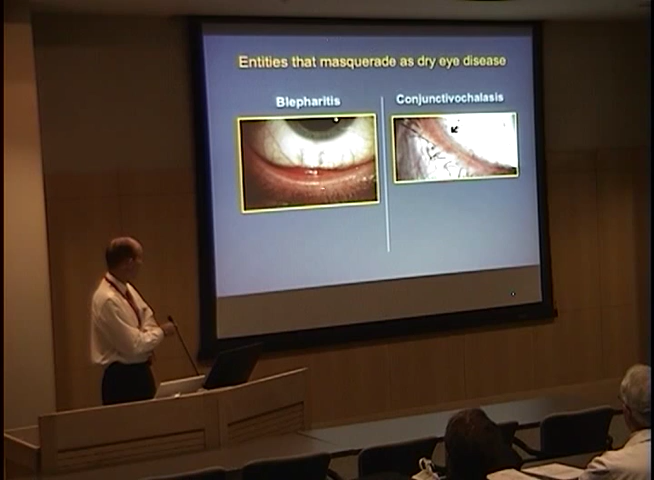 Entities that masquerade as dry eye disease
Blepharitis
Conjunctivochalasis